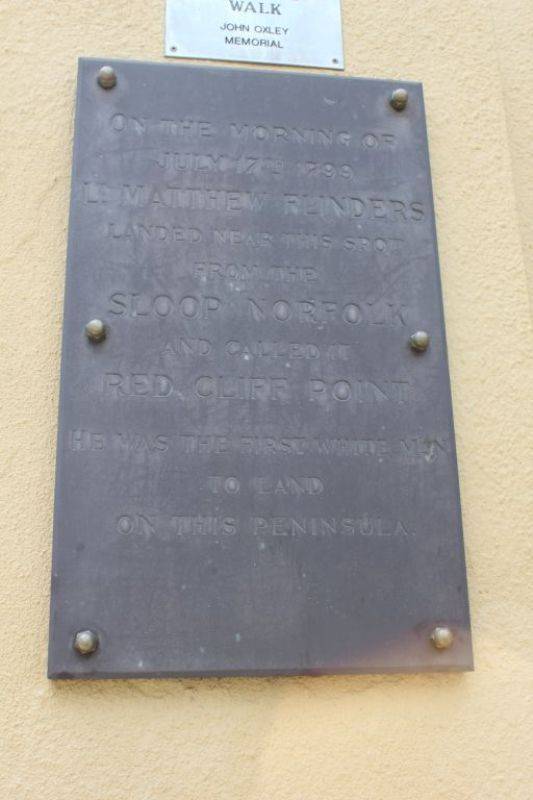 WALK
JOHN OXLEY
MEMORIAL
ON THE MORNING OF
JULY 17TH 1799
LT MATTHEW FLINDERS
LANDED NEAR THIS SPOT
FROM THE
SLOOP NORFOLK
AND CALLED IT
RED CLIFF POINT
HE WAS THE FIRST WHITE MAN
TO LAND
ON THIS PENINSULA.